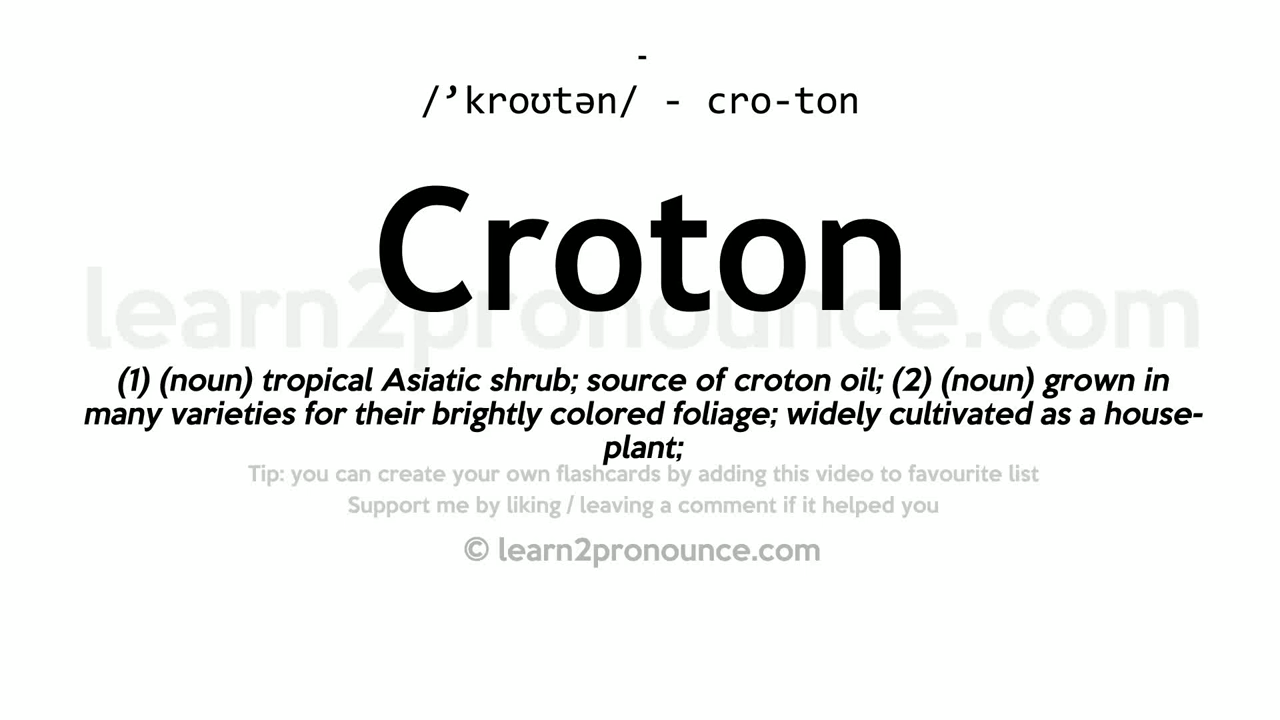 -
/’kroʊtən/ - cro-ton
Croton
learn2pronounce.com
(1) (noun) tropical Asiatic shrub; source of croton oil; (2) (noun) grown in
many varieties for their brightly colored foliage; widely cultivated as a house-
plant;
Tip: you can create your own flashcards by adding this video to favourite list
Support me by liking / leaving a comment if it helped you
© learn2pronounce.com